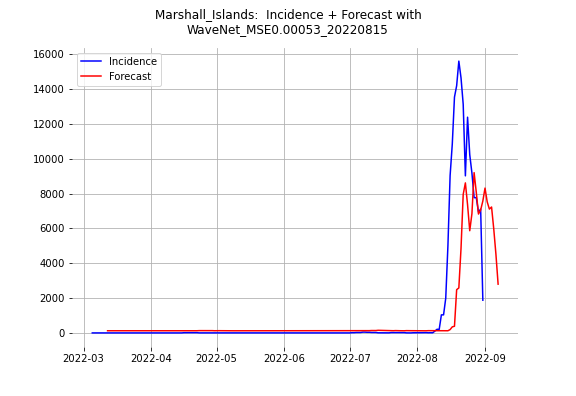 Marshall_Islands:  Incidence + Forecast with
WaveNet_MSE0.00053_20220815
Incidence
Forecast
16000
14000
12000
10000
8000
6000
4000
2000
0
2022-03 2022-04 2022-05 2022-06 2022-07 2022-08 2022-09